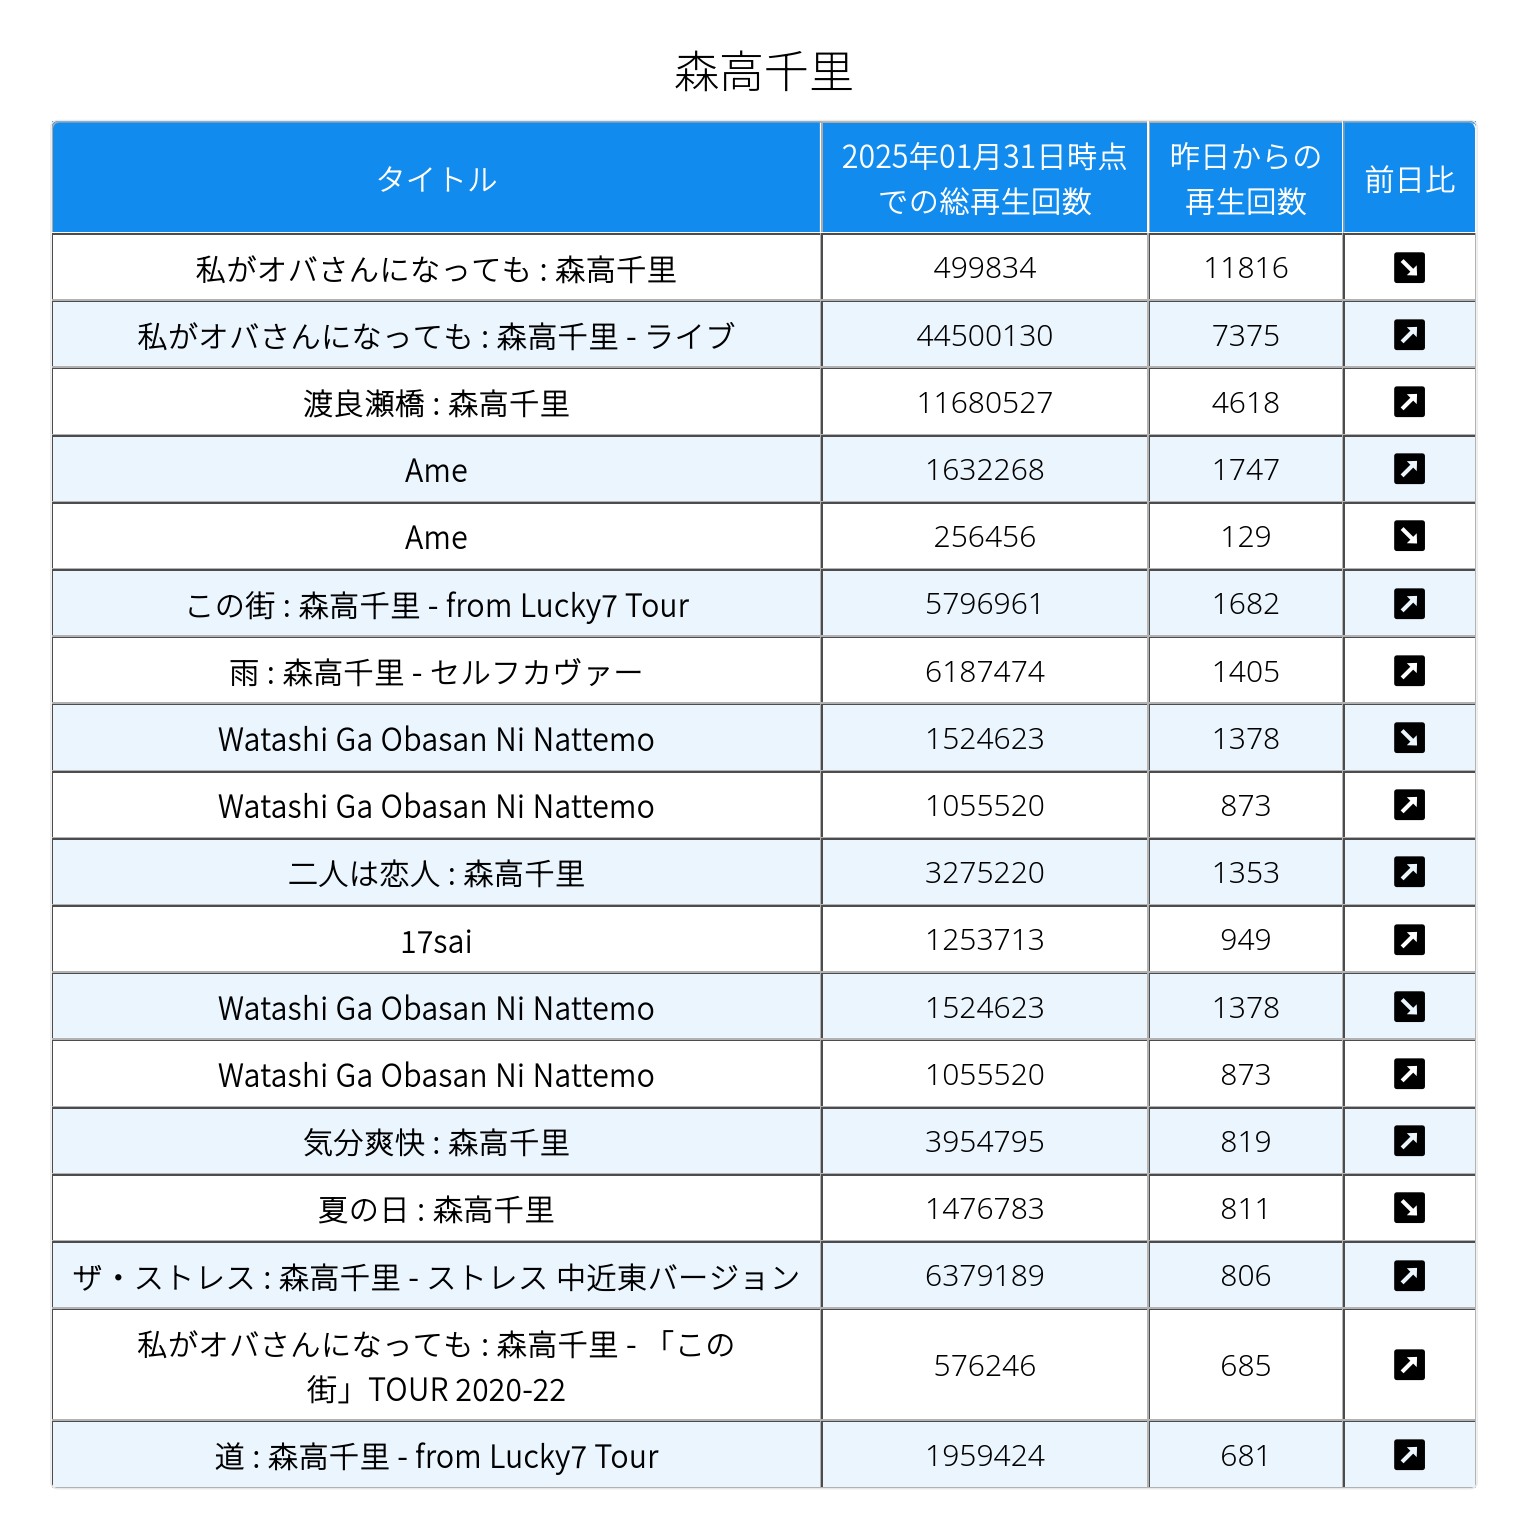 森高千里
タイトル
2025年01月31日時点
での総再生回数
昨日からの
再生回数
前日比
私がオバさんになっても : 森高千里 499834 11816 ↘
私がオバさんになっても : 森高千里 - ライブ 44500130 7375 ↗
渡良瀬橋 : 森高千里 11680527 4618 ↗
Ame 1632268 1747 ↗
Ame 256456 129 ↘
この街 : 森高千里 - from Lucky7 Tour 5796961 1682 ↗
雨 : 森高千里 - セルフカヴァー 6187474 1405 ↗
Watashi Ga Obasan Ni Nattemo 1524623 1378 ↘
Watashi Ga Obasan Ni Nattemo 1055520 873 ↗
二人は恋人 : 森高千里 3275220 1353 ↗
17sai 1253713 949 ↗
Watashi Ga Obasan Ni Nattemo 1524623 1378 ↘
Watashi Ga Obasan Ni Nattemo 1055520 873 ↗
気分爽快 : 森高千里 3954795 819 ↗
夏の日 : 森高千里 1476783 811 ↘
ザ・ストレス : 森高千里 - ストレス 中近東バージョン 6379189 806 ↗
私がオバさんになっても : 森高千里 - 「この
街」TOUR 2020-22 576246 685 ↗
道 : 森高千里 - from Lucky7 Tour 1959424 681 ↗